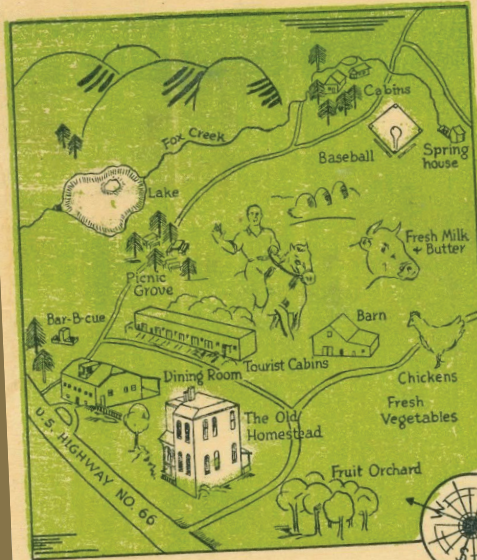 Cabins
Fox Creek
Baseball
Spring
house
Lake
Fresh Milk
+ Butter
Picnic
Grove
Bar-B-cue
Barn
Tourist Cabins
Chickens
Dining Room
Fresh
Vegetables
The Old
Homestead
U.S. HIGHWAY NO. 66
Fruit Orchard
N